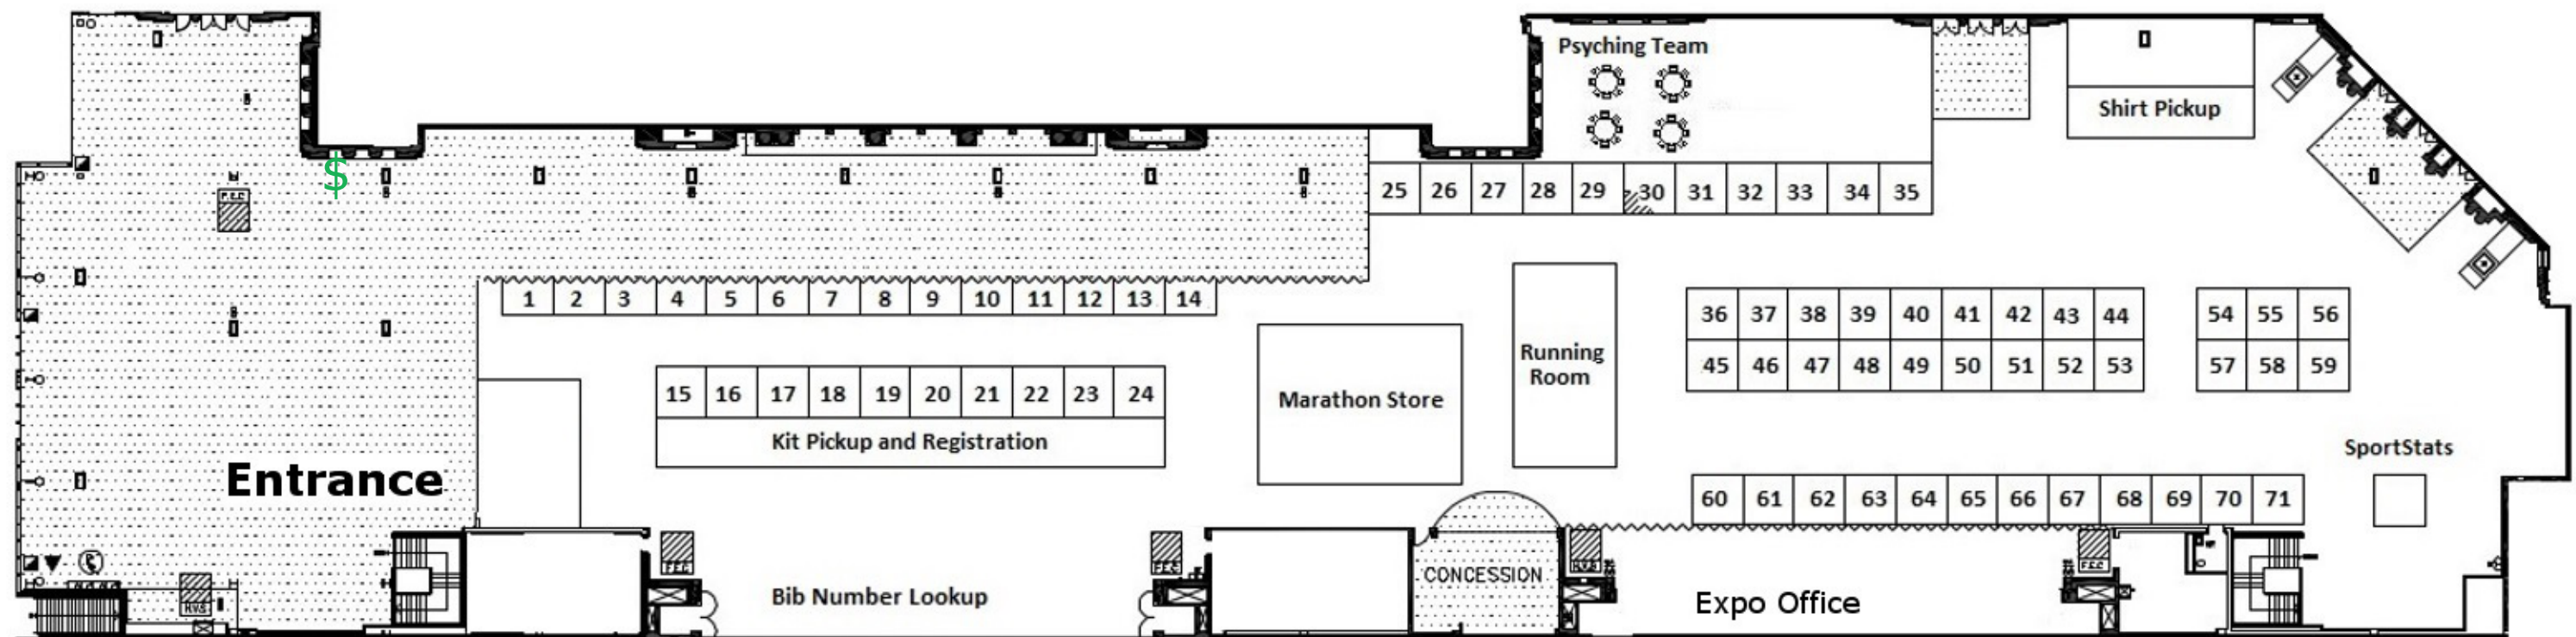 Psyching Team
Shirt Pickup
$
F.E.C
25 26 27 28 29 30 31 32 33 34 35
1 2 3 4 5 6 7 8 9 10 11 12 13 14
36 37 38 39 40 41 42 43 44
54 55 56
Running
Room
45 46 47 48 49 50 51 52 53
57 58 59
15 16 17 18 19 20 21 22 23 24
Marathon Store
Kit Pickup and Registration
SportStats
Entrance
60 61 62 63 64 65 66 67 68 69 70 71
F.E.C
F.E.C
H.V.S
F.E.C
CONCESSION
Bib Number Lookup
Expo Office
H.V.S